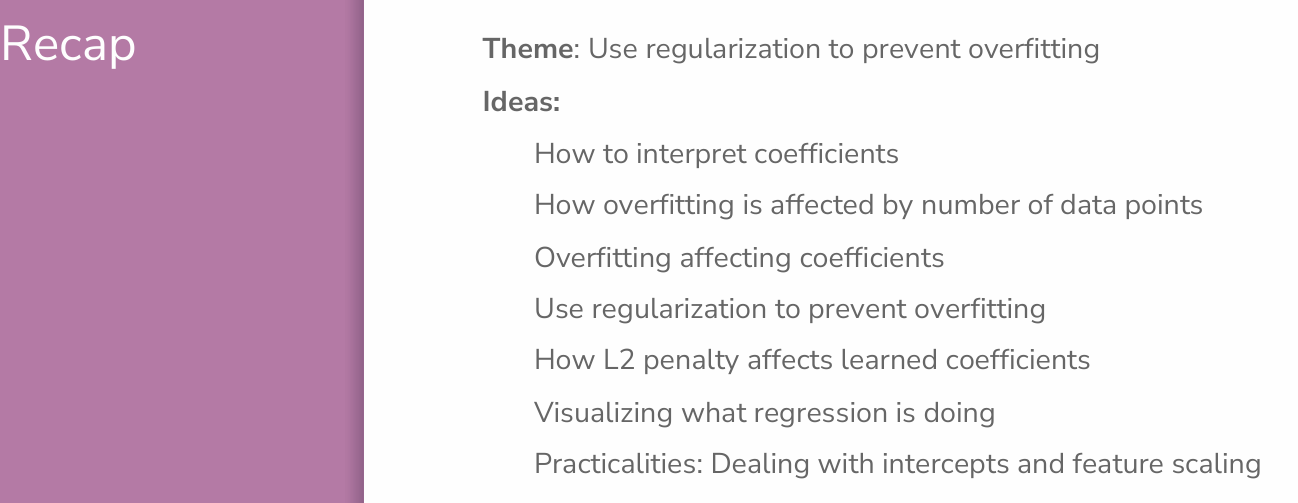 Recap
Theme: Use regularization to prevent overfitting
Ideas:
How to interpret coefficients
How overfitting is affected by number of data points
Overfitting affecting coefficients
Use regularization to prevent overfitting
How L2 penalty affects learned coefficients
Visualizing what regression is doing
Practicalities: Dealing with intercepts and feature scaling